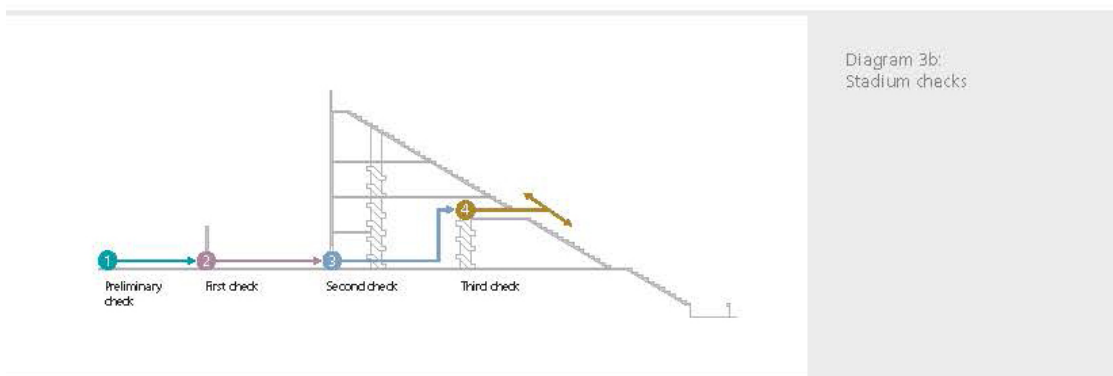 Diagram 3b:
Stadium checks
1
2
3
4
Preliminary
check
First check
Second check
Third check